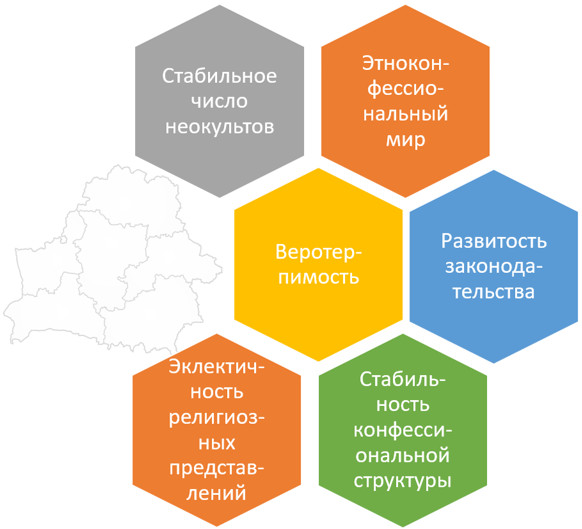 Стабильное
число
неокультов
Этнокон-
фессио-
нальный
мир
Веротер-
пимость
Развитость
законода-
тельства
Эклектич-
ность
религиоз-
ных
представ-
лений
Стабиль-
ность
конфесси-
ональной
структуры